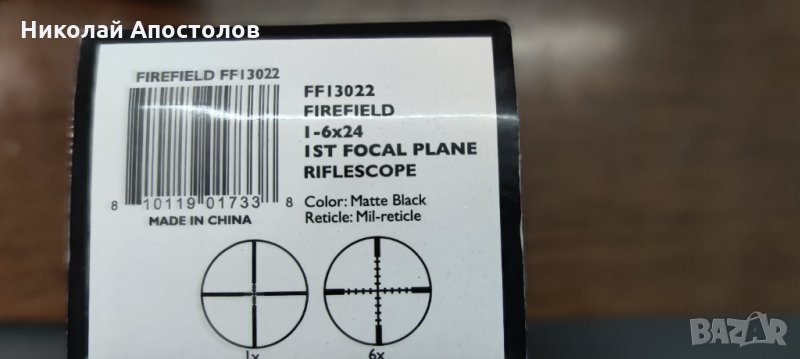 Николай Апостолов
FIREFIELD FF13022
8 10119 01733 8
MADE IN CHINA
FF13022
FIREFIELD
1-6x24
1ST FOCAL PLANE
RIFLESCOPE
Color: Matte Black
Reticle: Mil-reticle
1x
6x
BAZAR